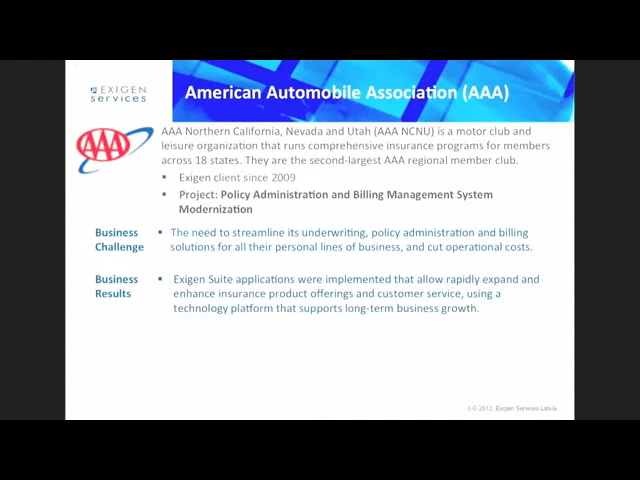 EXIGEN
services
American Automobile Association (AAA)
AAA
AAA Northern California, Nevada and Utah (AAA NCNU) is a motor club and
leisure organization that runs comprehensive insurance programs for members
across 18 states. They are the second-largest AAA regional member club.
▪ Exigen client since 2009
▪ Project: Policy Administration and Billing Management System
Modernization
Business
Challenge
▪ The need to streamline its underwriting, policy administration and billing
solutions for all their personal lines of business, and cut operational costs.
Business
Results
▪ Exigen Suite applications were implemented that allow rapidly expand and
enhance insurance product offerings and customer service, using a
technology platform that supports long-term business growth.
© 2012, Exigen Services Latvia